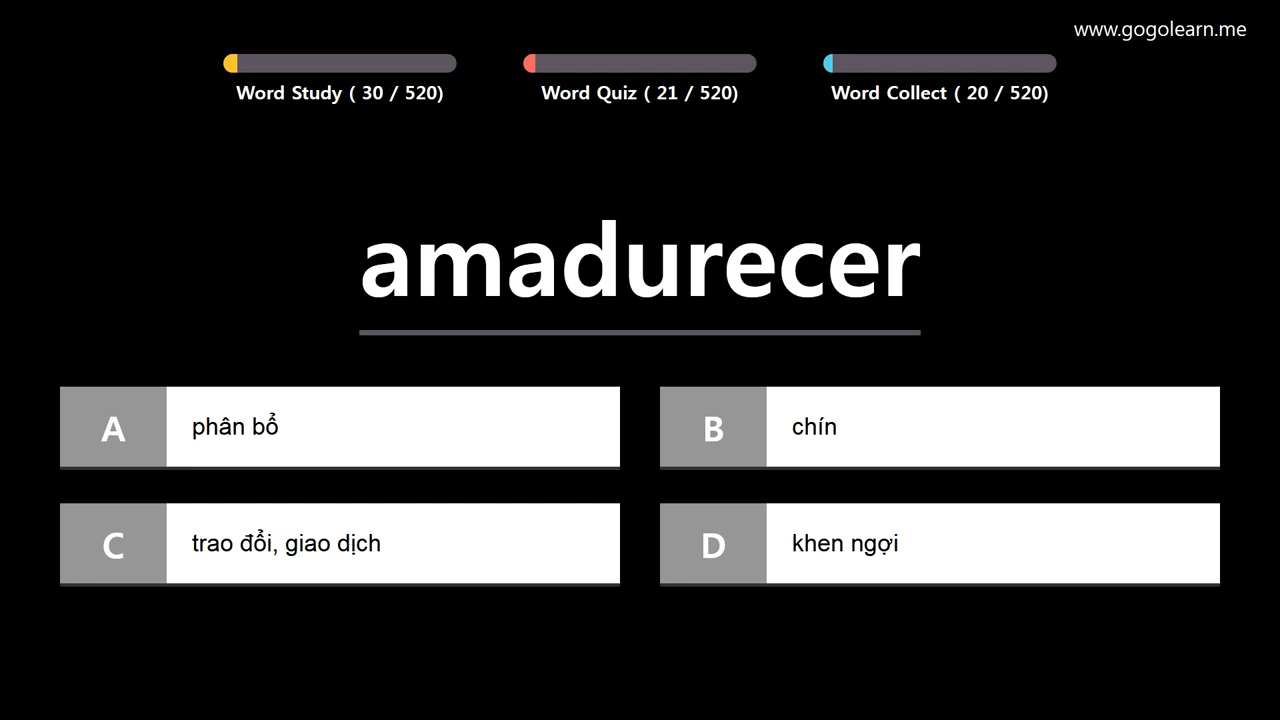 www.gogolearn.me
Word Study ( 30 / 520)
Word Quiz ( 21 / 520)
Word Collect ( 20 / 520)
amadurecer
A phân bổ
B chín
C trao đổi, giao dịch
D khen ngợi